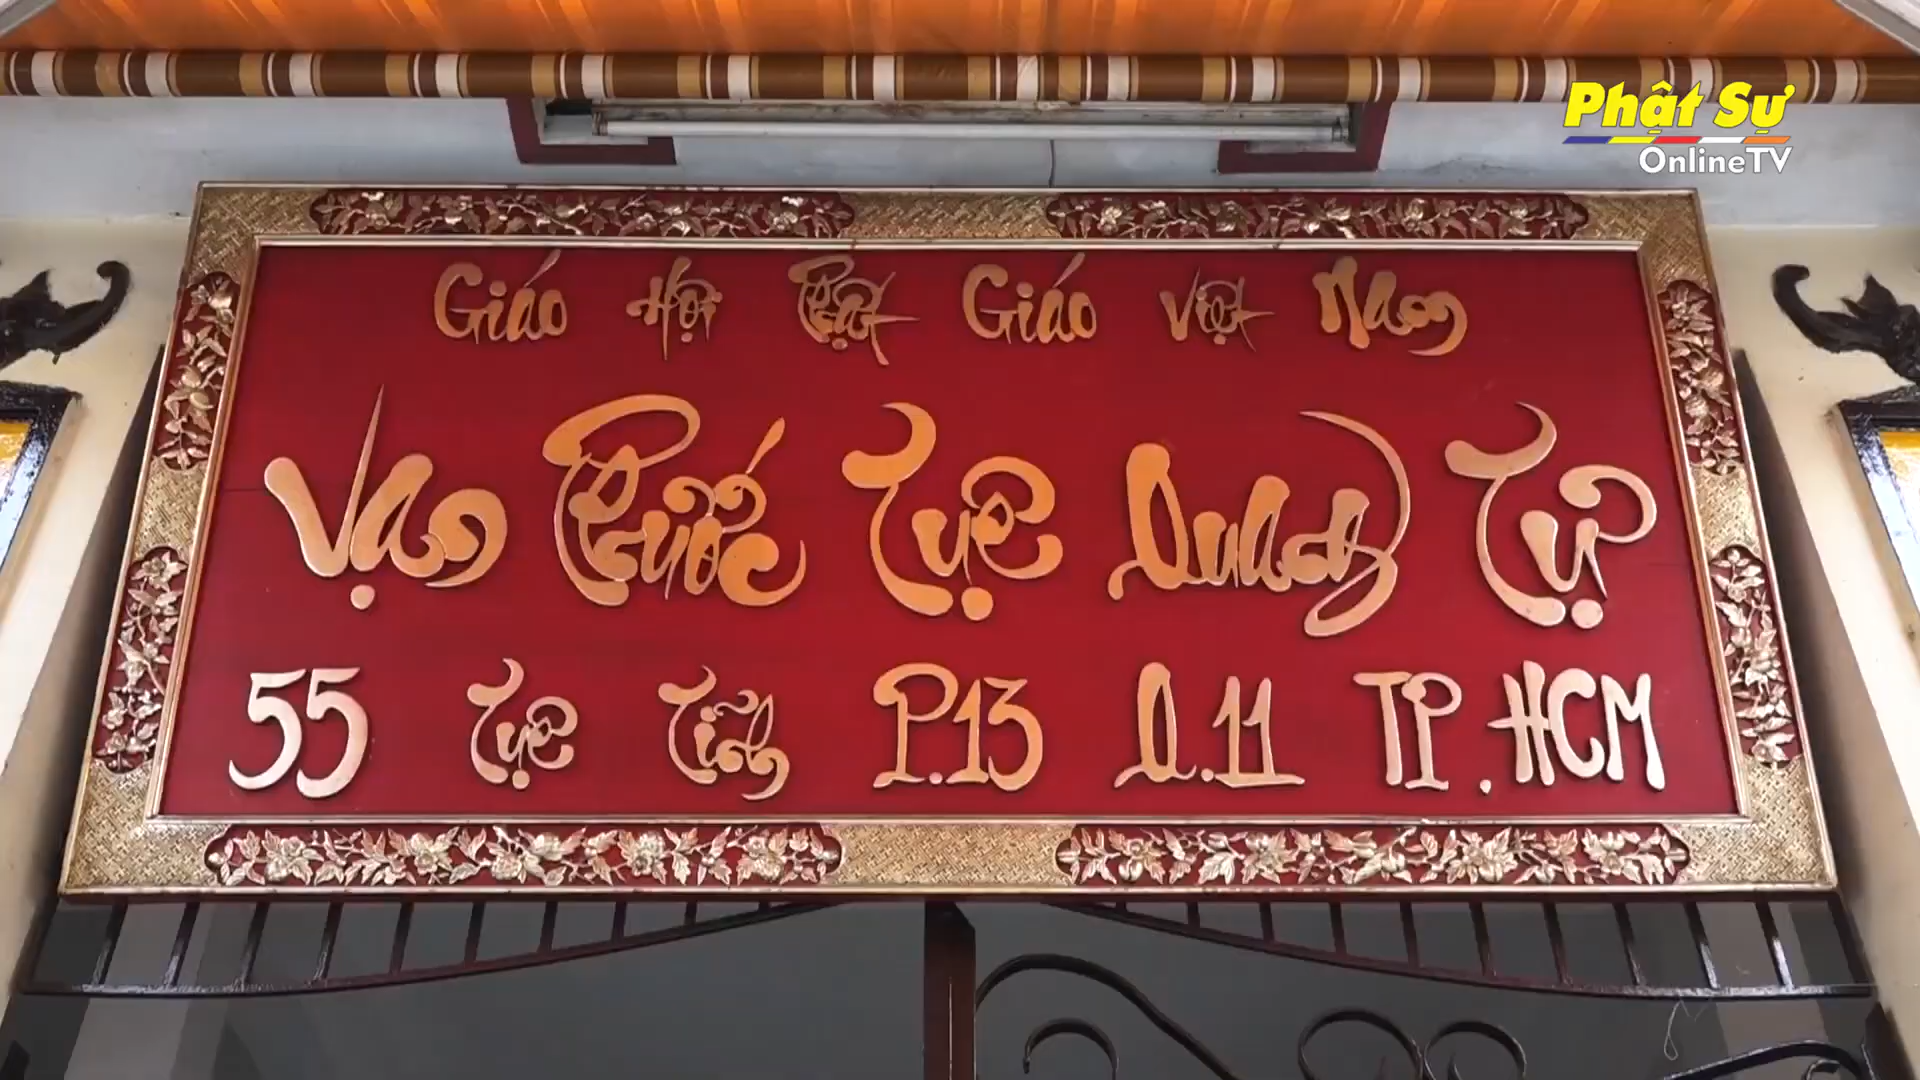 Phật Sự
OnlineTV
Giáo Hội Phật Giáo Việt Nam
Vạn Phước Tuệ Quang Tự
55 Tuệ Tĩnh P.13 Q.11 TP.HCM